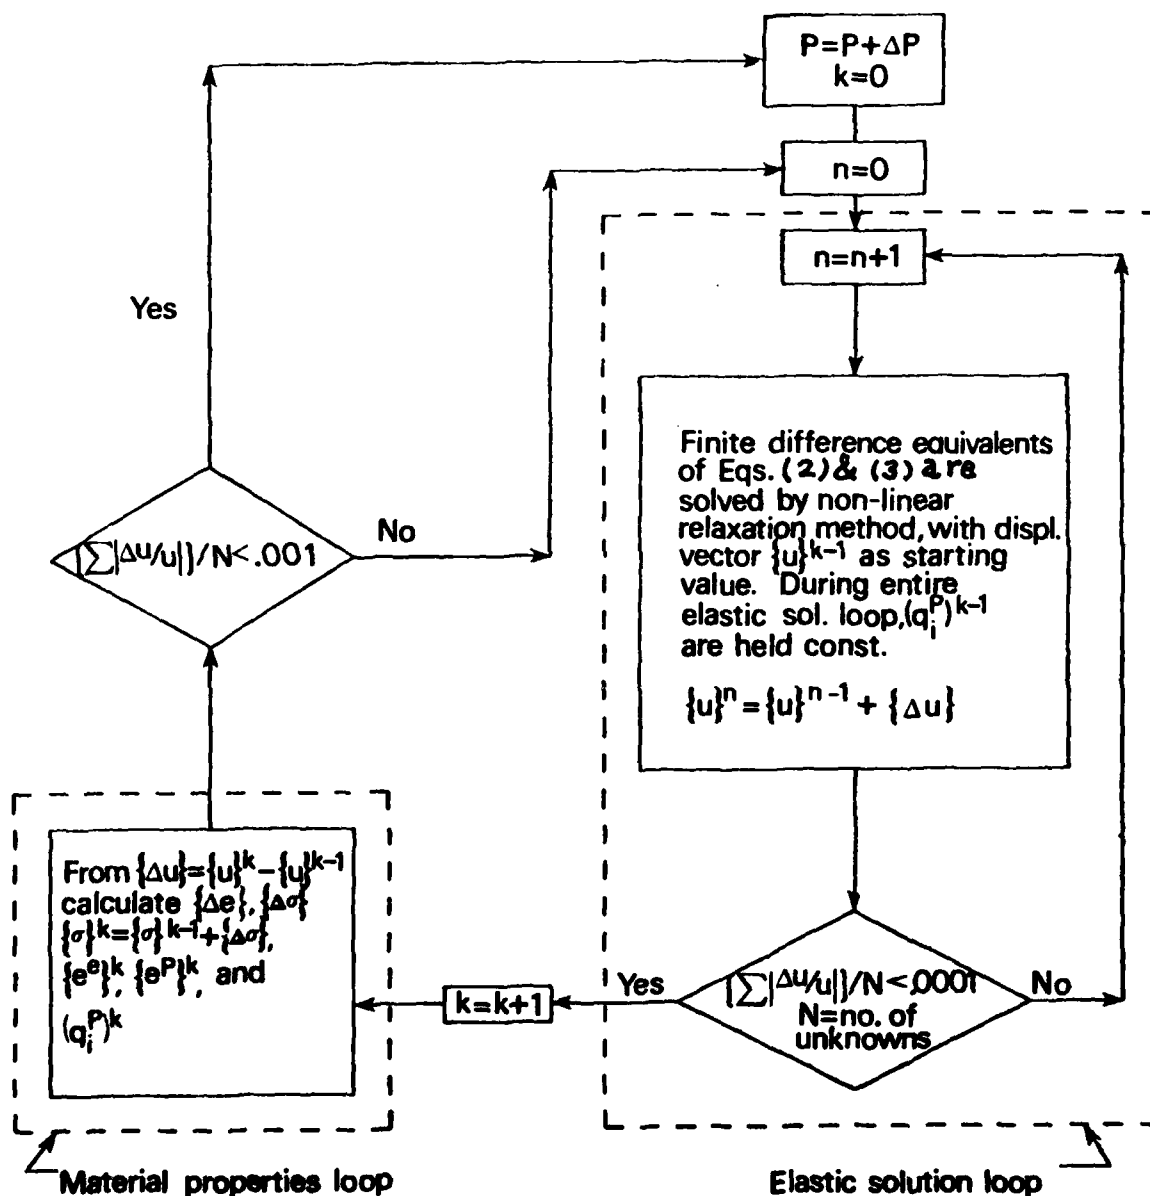 P=P+ΔP
k=0
n=0
n=n+1
Yes
Finite difference equivalents
of Eqs. (2) & (3) are
solved by non-linear
relaxation method, with displ.
vector {u}^k-1 as starting
value. During entire
elastic sol. loop, (q_i^P)^k-1
are held const.
{u}^n = {u}^n-1 + {Δu}
{∑|Δu/u|}/N < .001
No
From {Δu} = {u}^k − {u}^k-1
calculate {Δe}, {Δσ}
{σ}^k = {σ}^k-1 + {Δσ},
{e^e}^k, {e^P}^k, and
(q_i^P)^k
k=k+1
Yes
{∑|Δu/u|}/N < .0001
N=no. of
unknowns
No
Material properties loop
Elastic solution loop